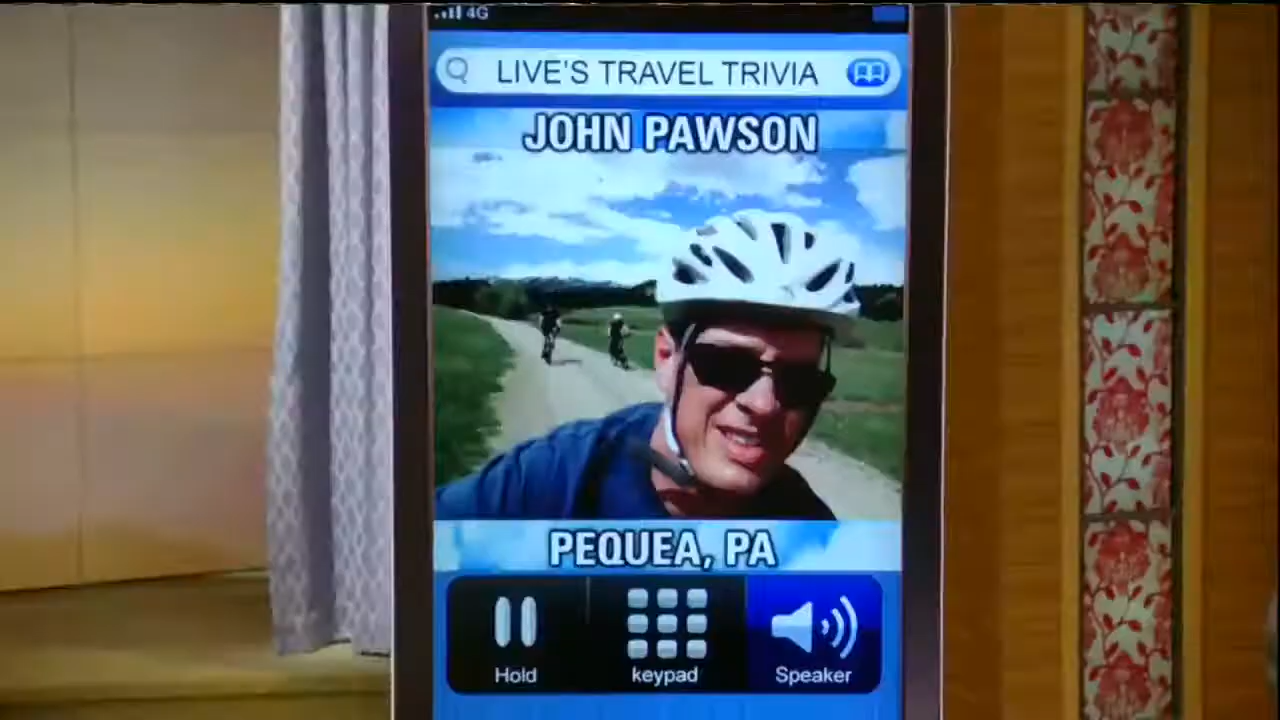 4G
LIVE'S TRAVEL TRIVIA
JOHN PAWSON
PEQUEA, PA
Hold
keypad
Speaker